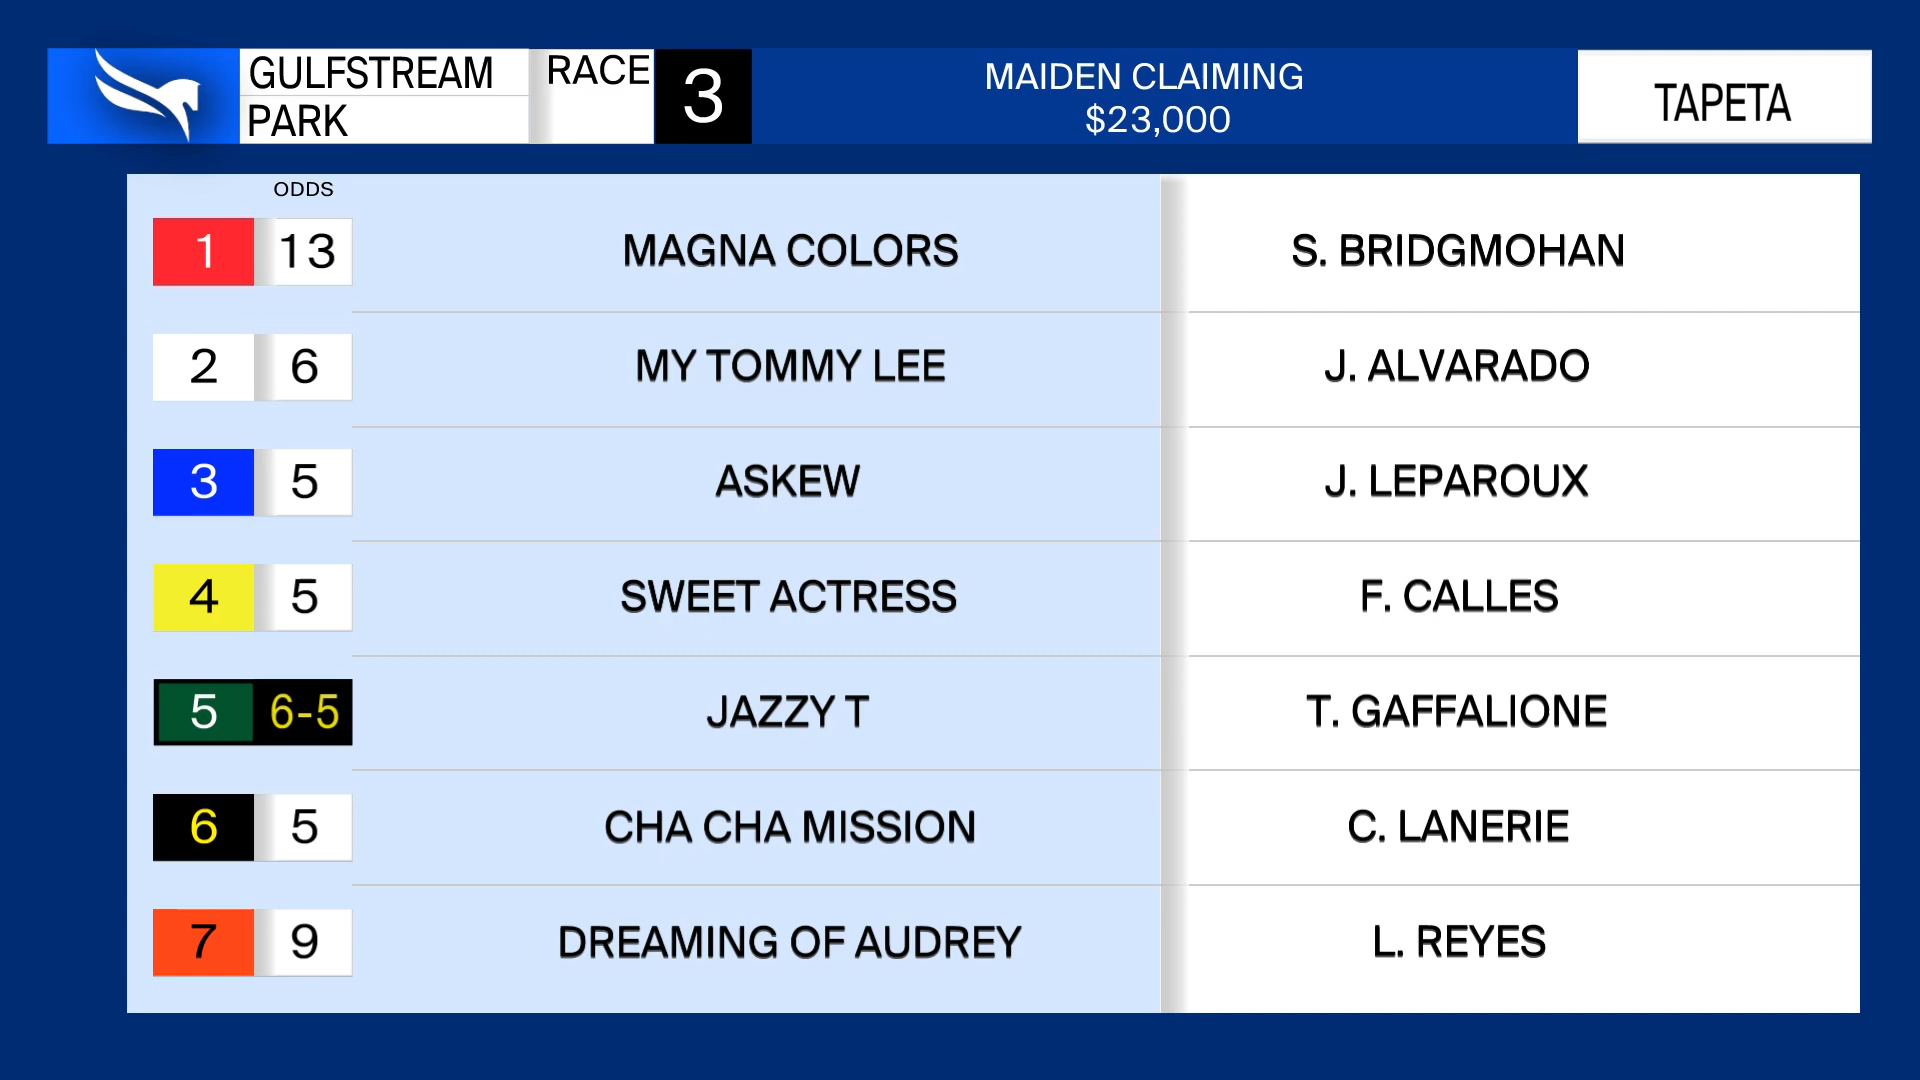 GULFSTREAM
PARK
RACE
3
MAIDEN CLAIMING
$23,000
TAPETA
ODDS
1 13 MAGNA COLORS S. BRIDGMOHAN
2 6 MY TOMMY LEE J. ALVARADO
3 5 ASKEW J. LEPAROUX
4 5 SWEET ACTRESS F. CALLES
5 6-5 JAZZY T T. GAFFALIONE
6 5 CHA CHA MISSION C. LANERIE
7 9 DREAMING OF AUDREY L. REYES